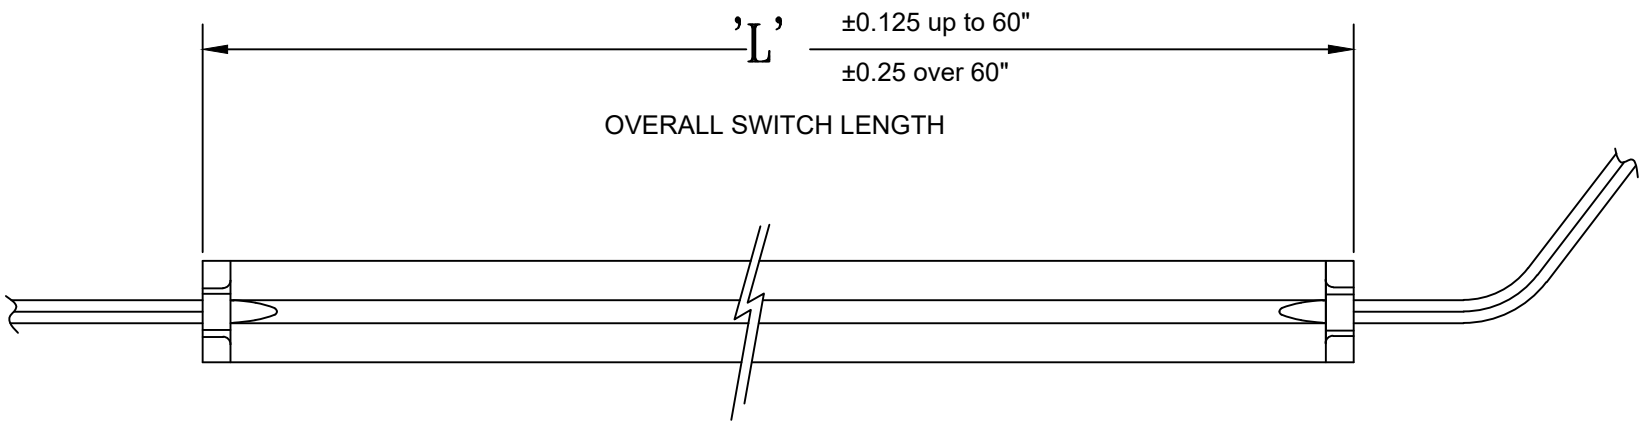 'L' ±0.125 up to 60"
±0.25 over 60"
OVERALL SWITCH LENGTH